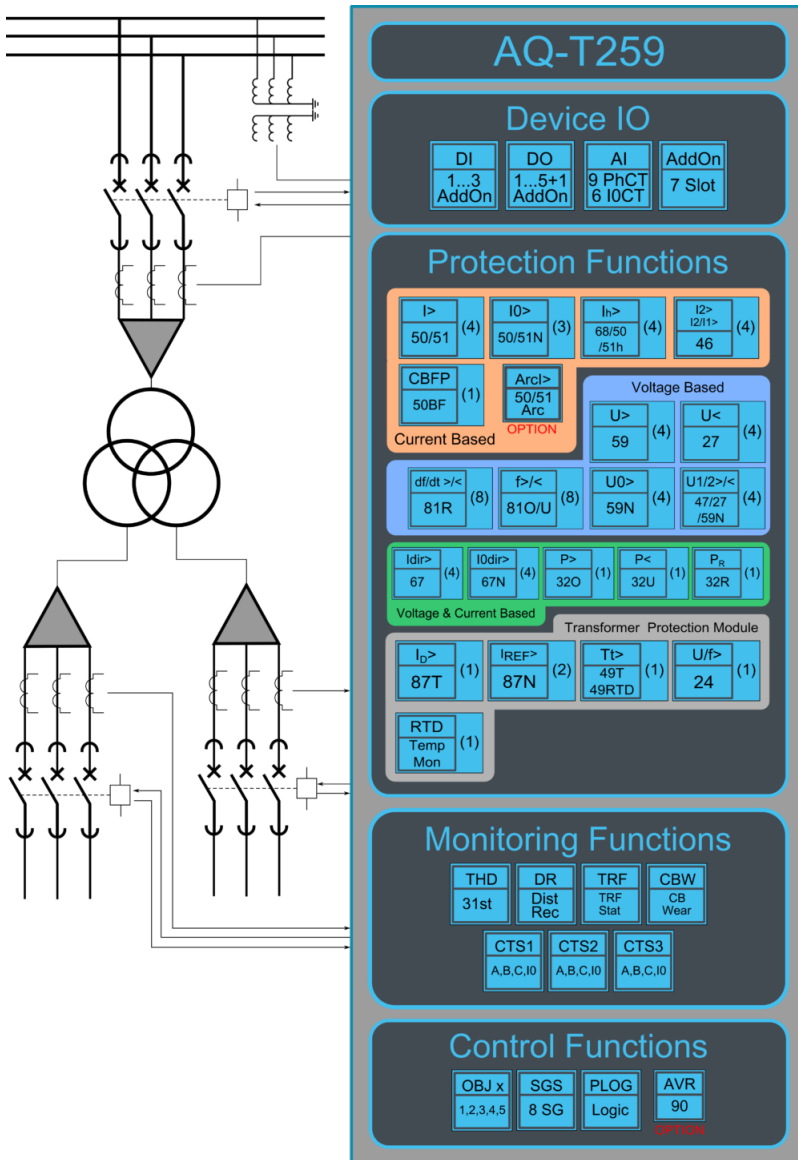 AQ-T259
Device IO
DI
1...3
AddOn
DO
1...5+1
AddOn
AI
9 PhCT
6 I0CT
AddOn
7 Slot
Protection Functions
I>
50/51
(4)
I0>
50/51N
(3)
Ih>
68/50
/51h
(4)
I2>
I2/I1>
46
(4)
CBFP
50BF
(1)
ArcI>
50/51
Arc
OPTION
Current Based
Voltage Based
U>
59
(4)
U<
27
(4)
df/dt >/<
81R
(8)
f>/<
81O/U
(8)
U0>
59N
(4)
U1/2>/<
47/27
/59N
(4)
Idir>
67
(4)
I0dir>
67N
(4)
P>
32O
(1)
P<
32U
(1)
PR
32R
(1)
Voltage & Current Based
Transformer Protection Module
ID>
87T
(1)
IREF>
87N
(2)
Tt>
49T
49RTD
(1)
U/f>
24
(1)
RTD
Temp
Mon
(1)
Monitoring Functions
THD
31st
DR
Dist
Rec
TRF
TRF
Stat
CBW
CB
Wear
CTS1
A,B,C,I0
CTS2
A,B,C,I0
CTS3
A,B,C,I0
Control Functions
OBJ x
1,2,3,4,5
SGS
8 SG
PLOG
Logic
AVR
90
OPTION